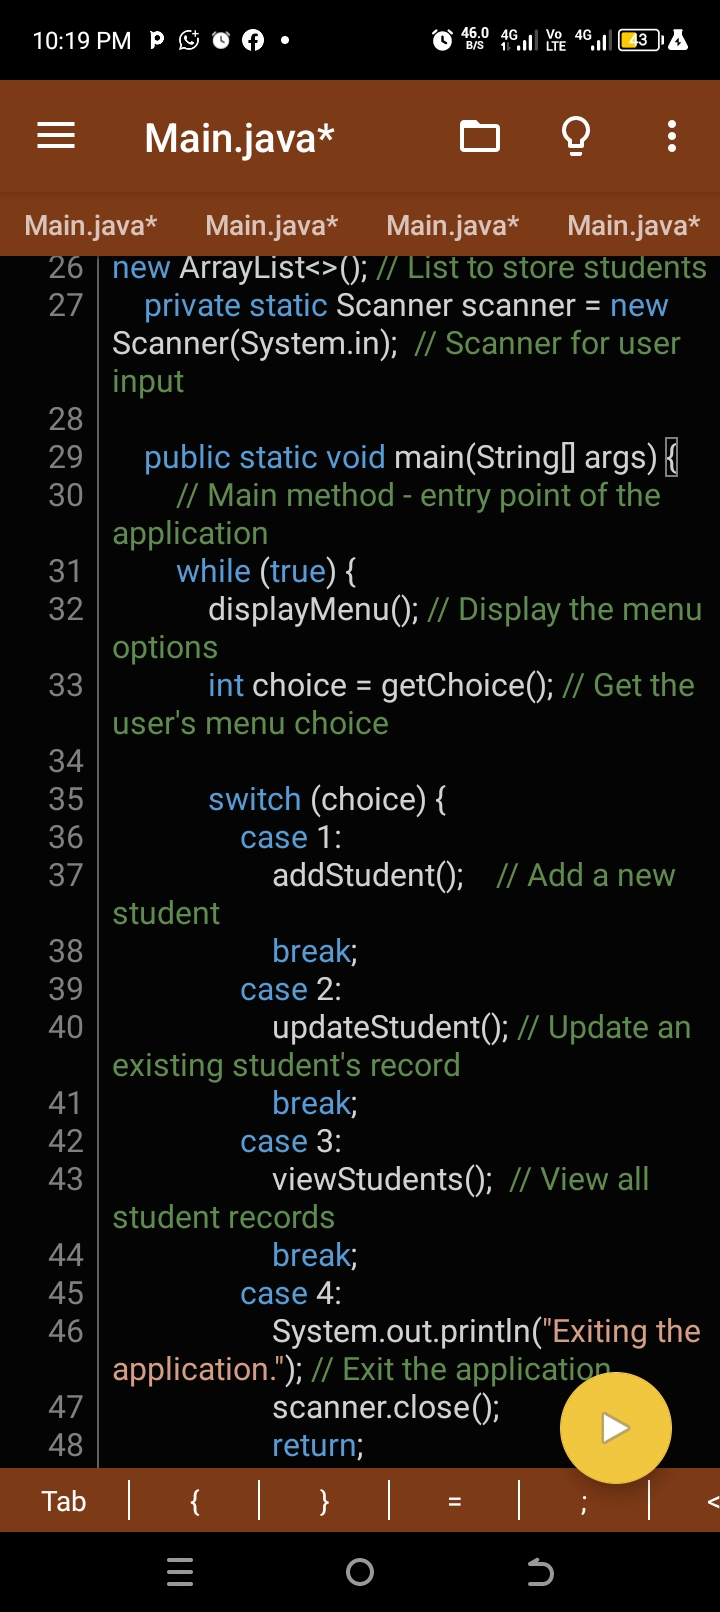 10:19 PM 46.0 B/S 4G 1 Vo LTE 4G 43
Main.java*
Main.java* Main.java* Main.java* Main.java*
26 new ArrayList<>(); // List to store students
27 private static Scanner scanner = new
Scanner(System.in);  // Scanner for user
input
28
29 public static void main(String[] args) {
30 // Main method - entry point of the
application
31 while (true) {
32 displayMenu(); // Display the menu
options
33 int choice = getChoice(); // Get the
user's menu choice
34
35 switch (choice) {
36 case 1:
37 addStudent();    // Add a new
student
38 break;
39 case 2:
40 updateStudent(); // Update an
existing student's record
41 break;
42 case 3:
43 viewStudents();  // View all
student records
44 break;
45 case 4:
46 System.out.println("Exiting the
application."); // Exit the application
47 scanner.close();
48 return;
Tab { } = ; <